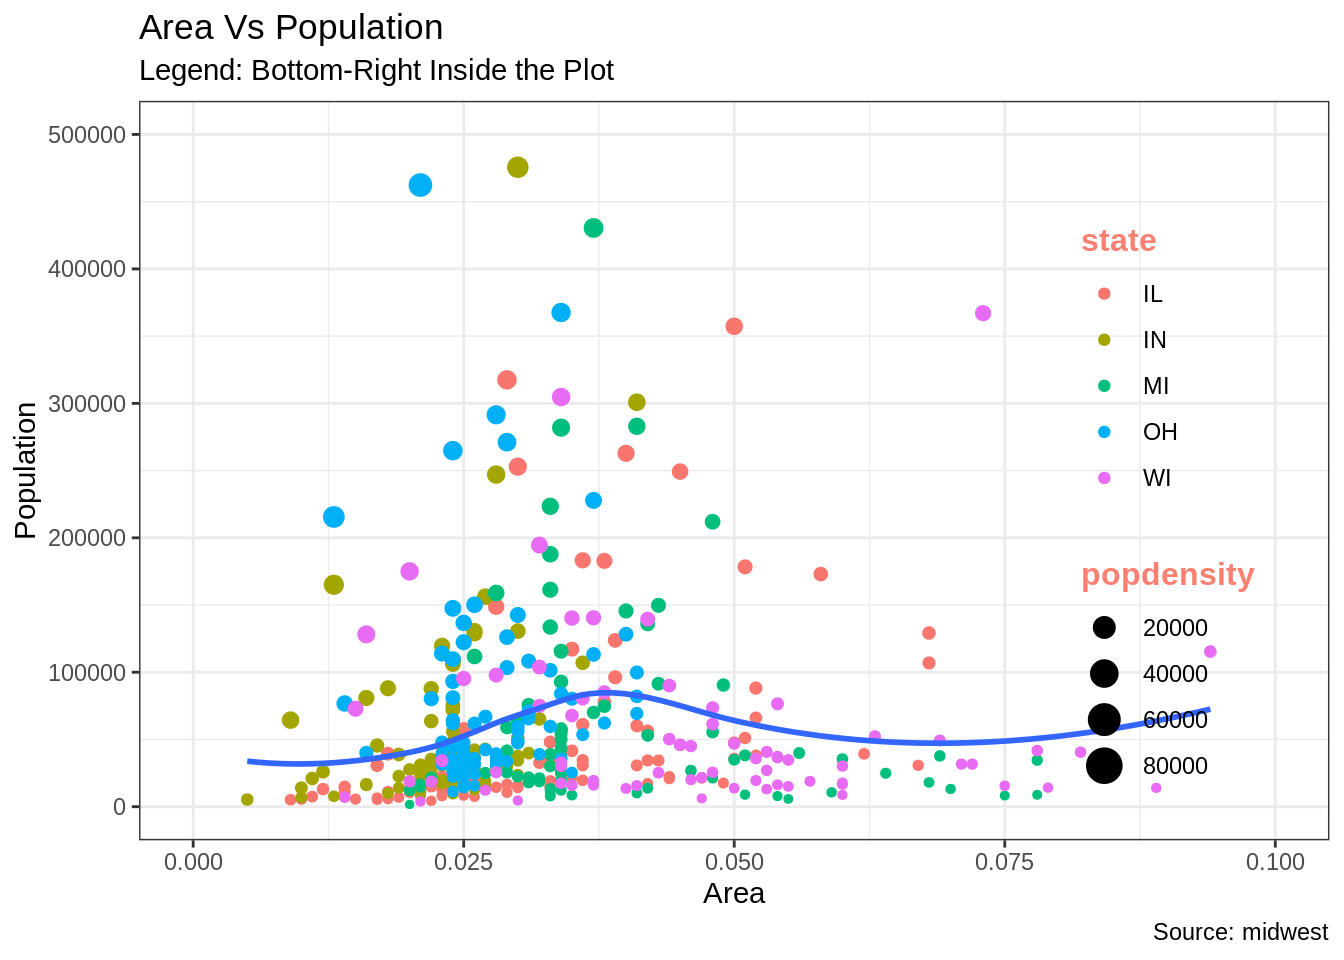 Area Vs Population
Legend: Bottom-Right Inside the Plot
500000
400000
300000
200000
100000
0
Population
0.000
0.025
0.050
0.075
0.100
Area
state
IL
IN
MI
OH
WI
popdensity
20000
40000
60000
80000
Source: midwest